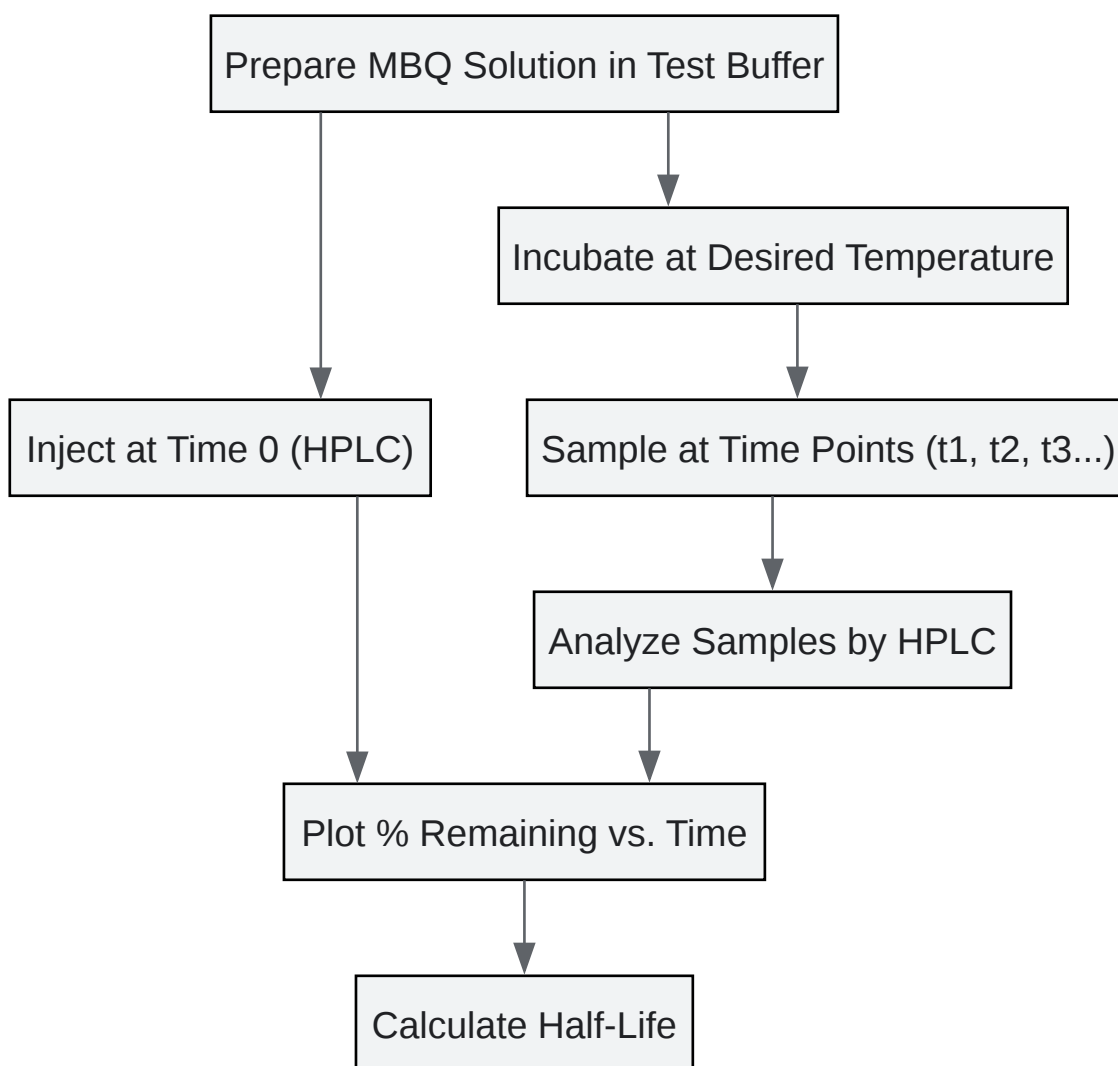 Prepare MBQ Solution in Test Buffer
Incubate at Desired Temperature
Inject at Time 0 (HPLC)
Sample at Time Points (t1, t2, t3...)
Analyze Samples by HPLC
Plot % Remaining vs. Time
Calculate Half-Life